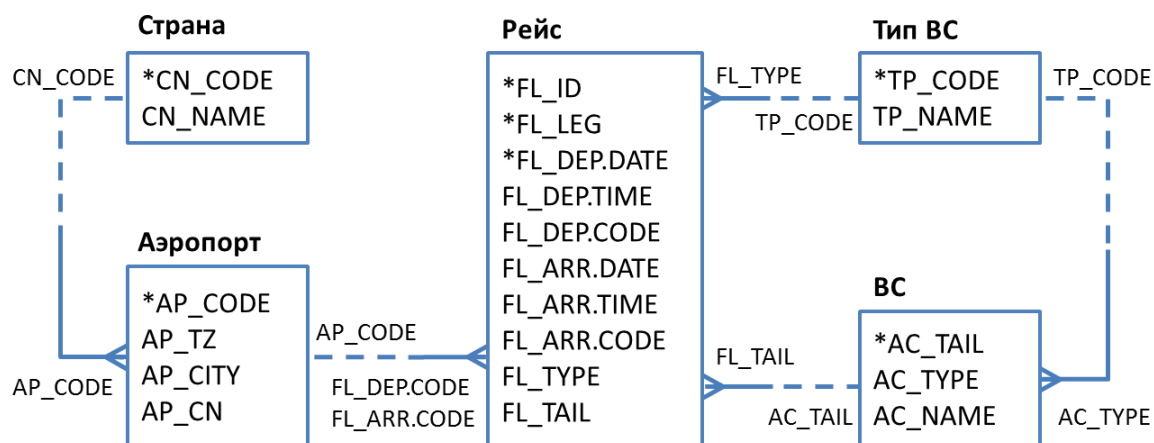 Страна
CN_CODE
*CN_CODE
CN_NAME
Рейс
*FL_ID
*FL_LEG
*FL_DEP.DATE
FL_DEP.TIME
FL_DEP.CODE
FL_ARR.DATE
FL_ARR.TIME
FL_ARR.CODE
FL_TYPE
FL_TAIL
Тип ВС
FL_TYPE
TP_CODE
*TP_CODE
TP_NAME
TP_CODE
Аэропорт
*AP_CODE
AP_TZ
AP_CITY
AP_CN
AP_CODE
AP_CODE
FL_DEP.CODE
FL_ARR.CODE
ВС
*AC_TAIL
AC_TYPE
AC_NAME
FL_TAIL
AC_TAIL
AC_TYPE